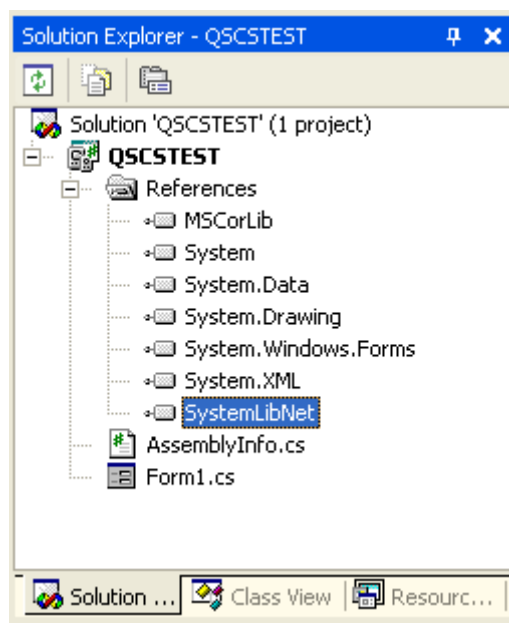 Solution Explorer - QSCSTEST
Solution 'QSCSTEST' (1 project)
QSCSTEST
References
MSCorLib
System
System.Data
System.Drawing
System.Windows.Forms
System.XML
SystemLibNet
AssemblyInfo.cs
Form1.cs
Solution ... Class View Resourc...